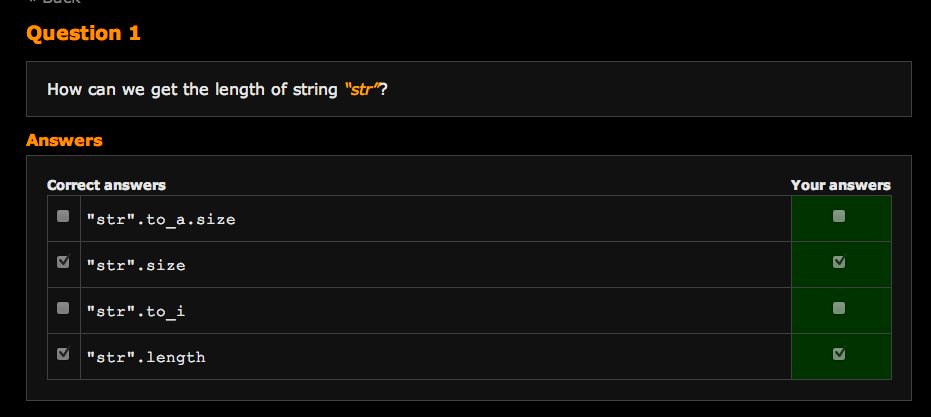 « Back
Question 1
How can we get the length of string "str"?
Answers
Correct answers Your answers
"str".to_a.size
"str".size
"str".to_i
"str".length